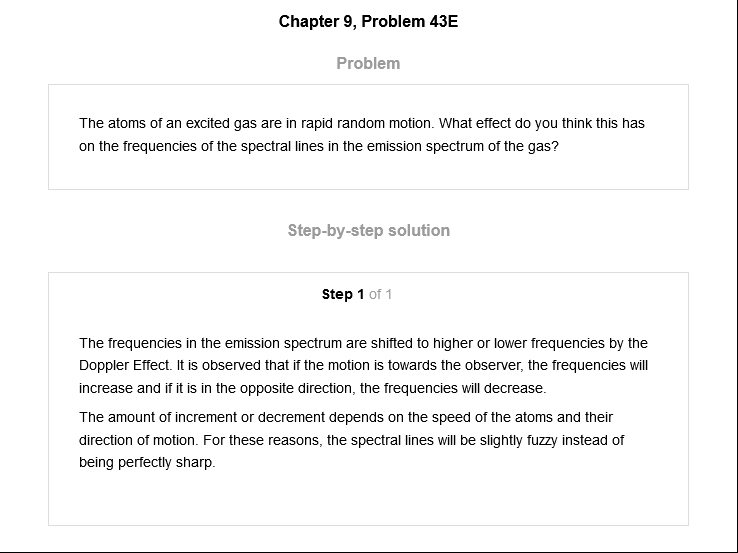 Chapter 9, Problem 43E
Problem
The atoms of an excited gas are in rapid random motion. What effect do you think this has
on the frequencies of the spectral lines in the emission spectrum of the gas?
Step-by-step solution
Step 1 of 1
The frequencies in the emission spectrum are shifted to higher or lower frequencies by the
Doppler Effect. It is observed that if the motion is towards the observer, the frequencies will
increase and if it is in the opposite direction, the frequencies will decrease.
The amount of increment or decrement depends on the speed of the atoms and their
direction of motion. For these reasons, the spectral lines will be slightly fuzzy instead of
being perfectly sharp.